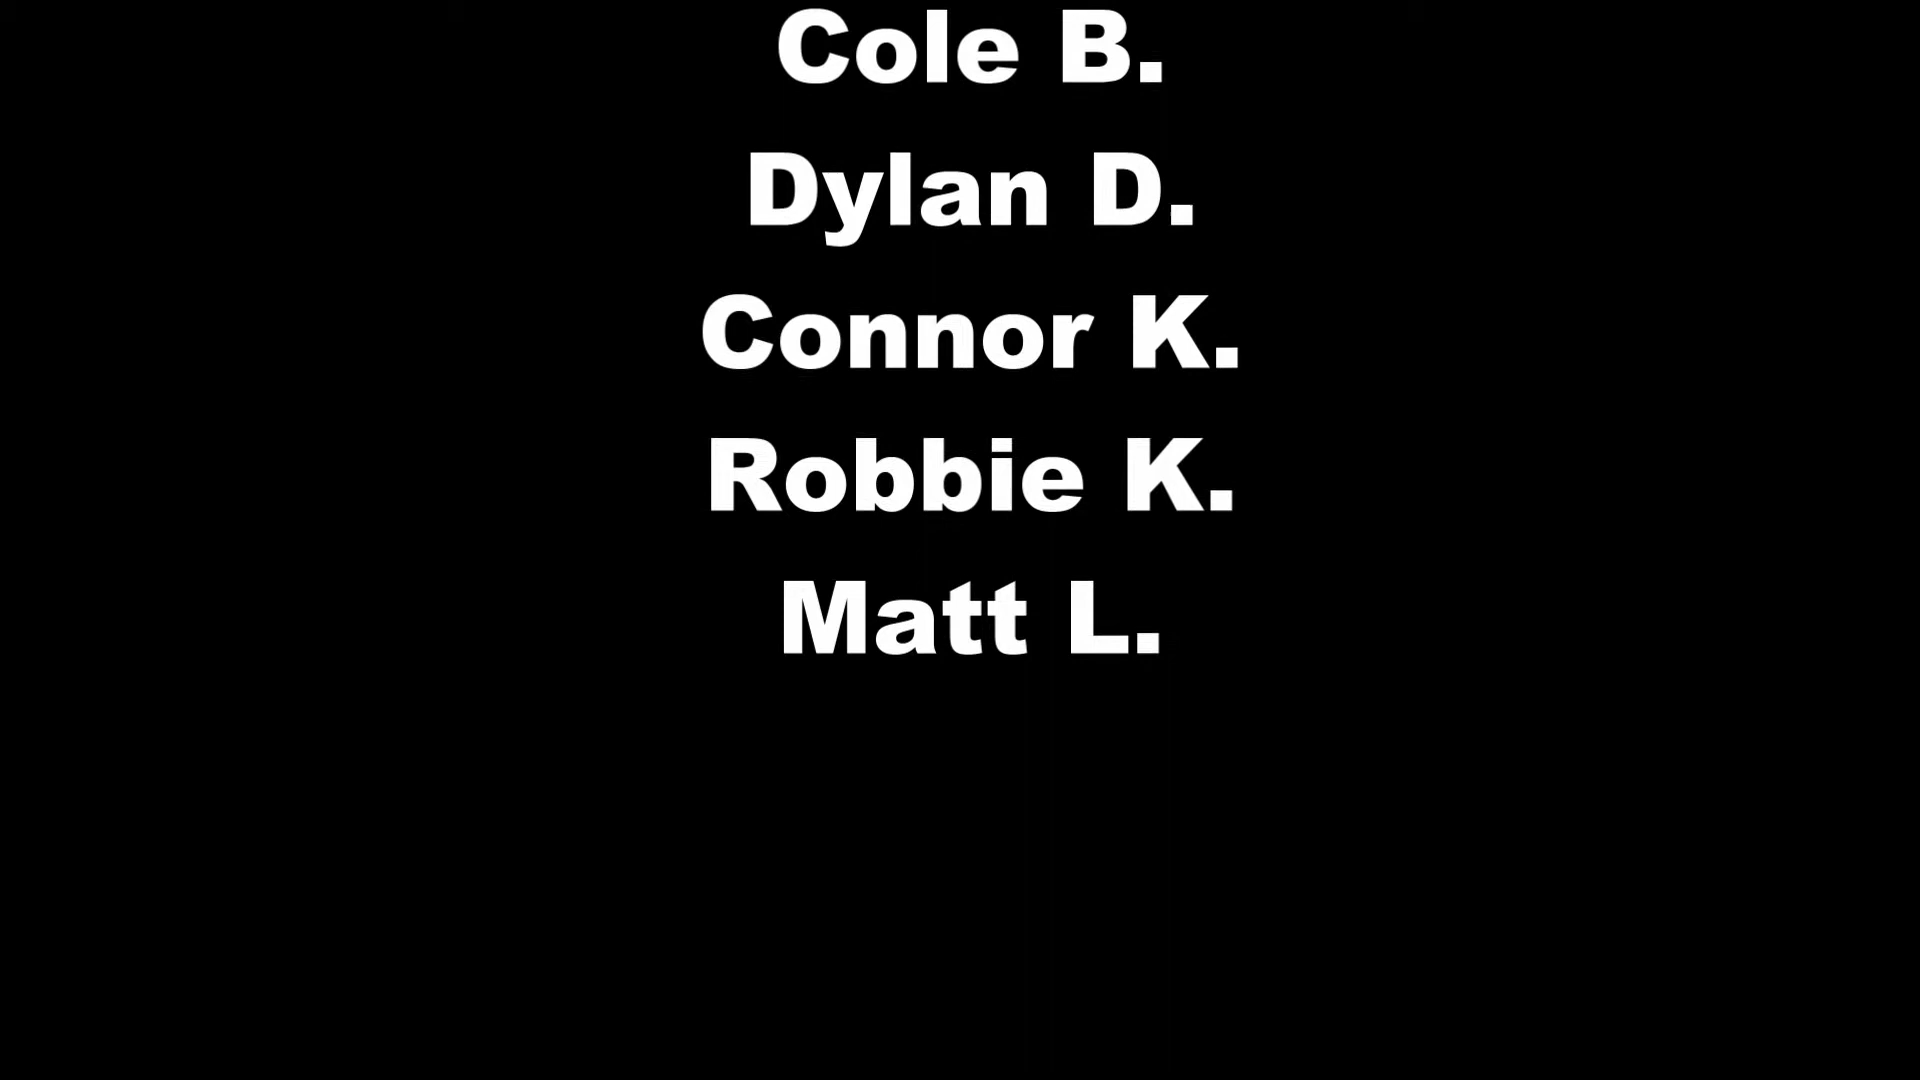 Cole B.
Dylan D.
Connor K.
Robbie K.
Matt L.